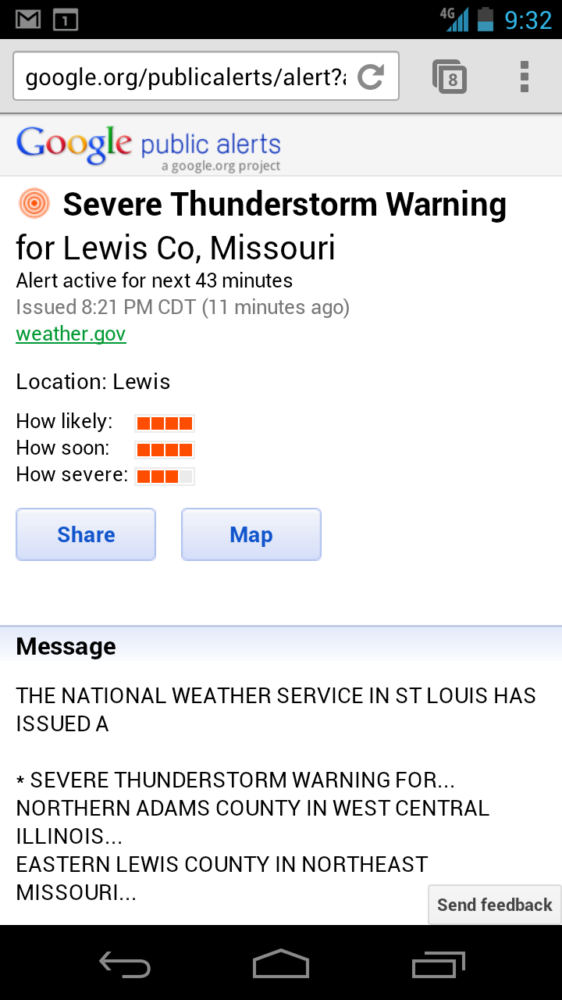 1
4G
9:32
google.org/publicalerts/alert?a
8
Google public alerts
a google.org project
Severe Thunderstorm Warning
for Lewis Co, Missouri
Alert active for next 43 minutes
Issued 8:21 PM CDT (11 minutes ago)
weather.gov
Location: Lewis
How likely:
How soon:
How severe:
Share
Map
Message
THE NATIONAL WEATHER SERVICE IN ST LOUIS HAS
ISSUED A
* SEVERE THUNDERSTORM WARNING FOR...
NORTHERN ADAMS COUNTY IN WEST CENTRAL
ILLINOIS...
EASTERN LEWIS COUNTY IN NORTHEAST
MISSOURI...
Send feedback